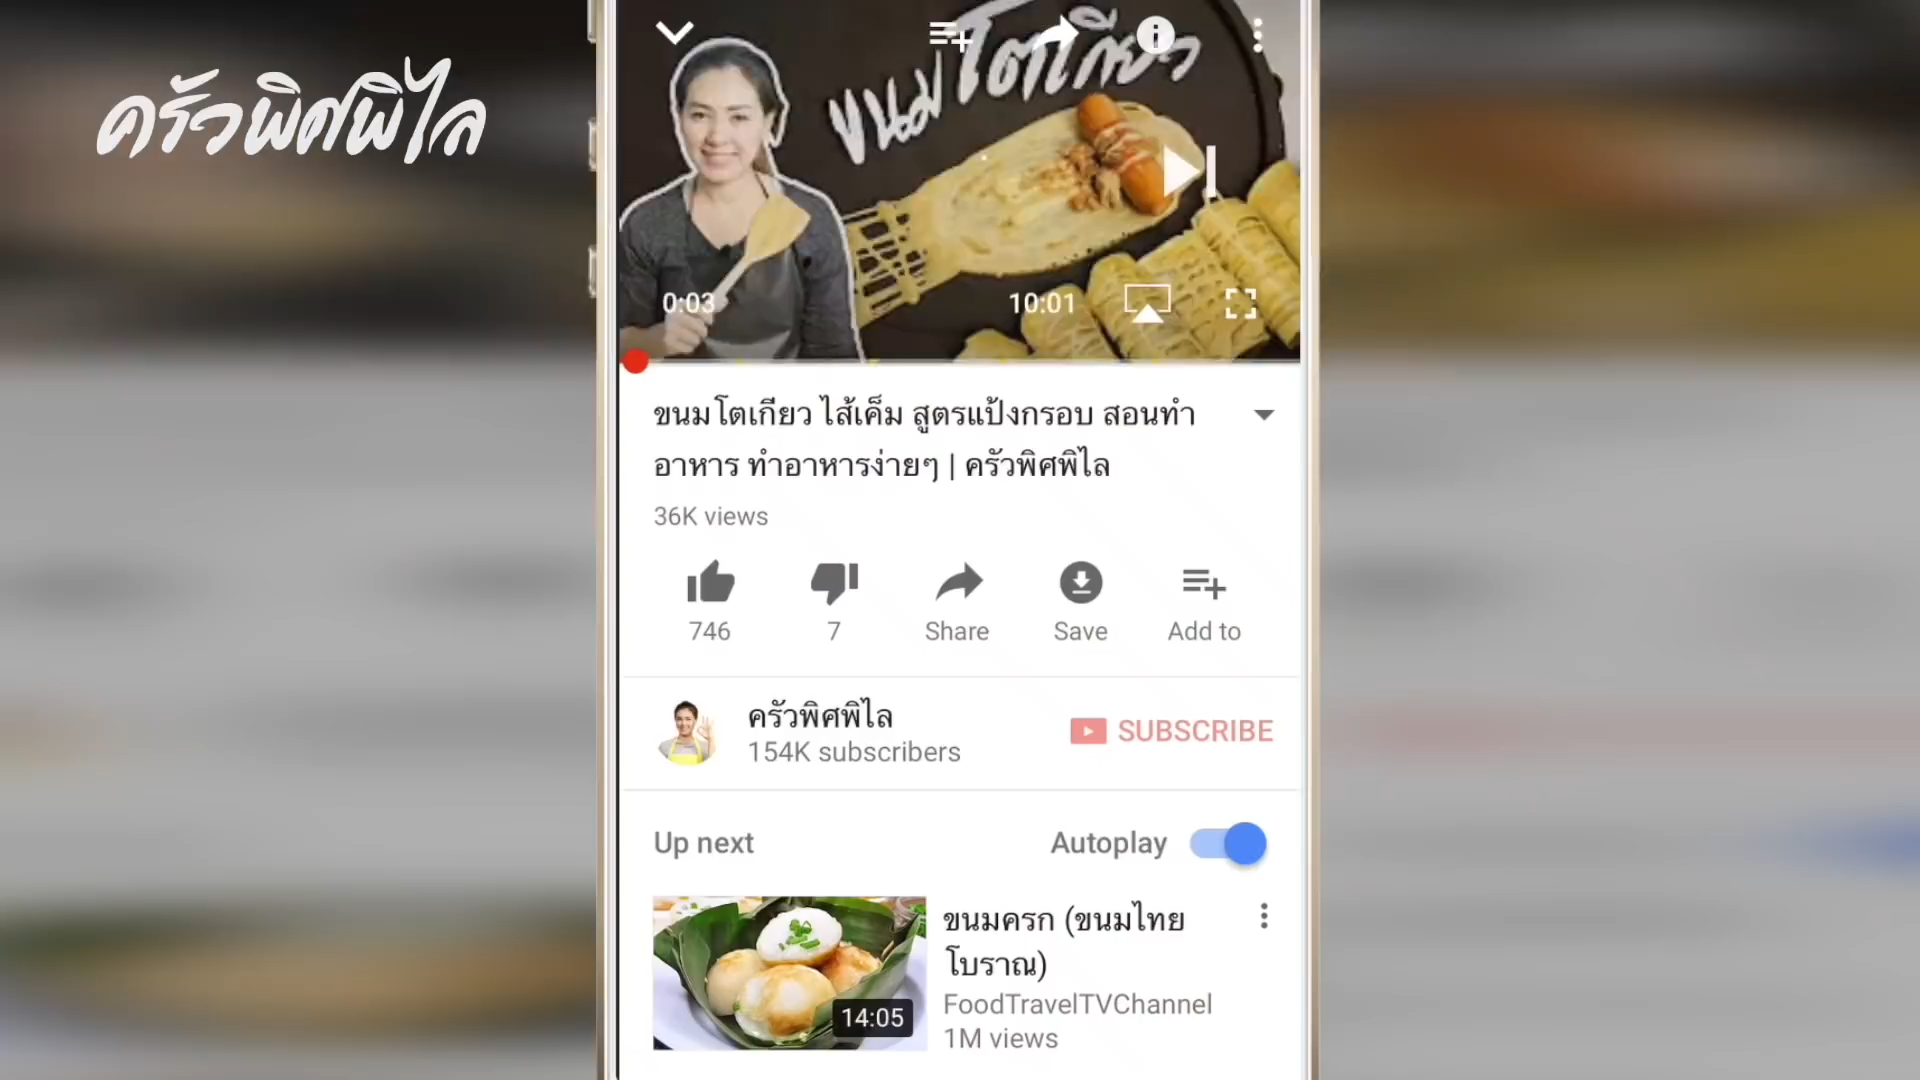 ครัวพิศพิไล
ขนมโตเกียว
0:03
10:01
ขนมโตเกียว ไส้เค็ม สูตรแป้งกรอบ สอนทำ
อาหาร ทำอาหารง่ายๆ | ครัวพิศพิไล
36K views
746
7
Share
Save
Add to
ครัวพิศพิไล
154K subscribers
SUBSCRIBE
Up next
Autoplay
ขนมครก (ขนมไทย
โบราณ)
14:05
FoodTravelTVChannel
1M views